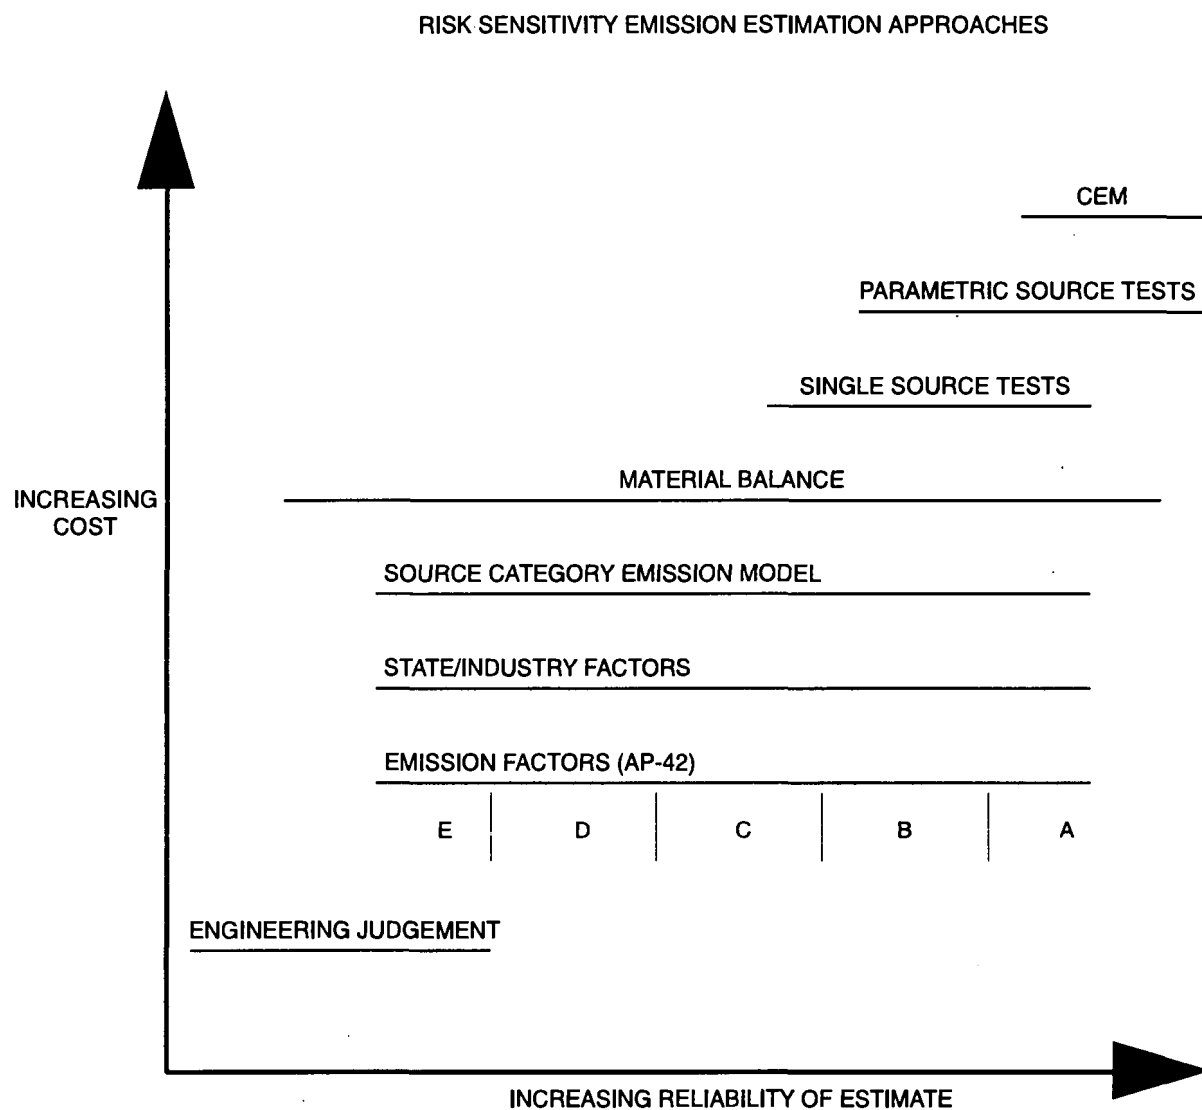 RISK SENSITIVITY EMISSION ESTIMATION APPROACHES
CEM
PARAMETRIC SOURCE TESTS
SINGLE SOURCE TESTS
MATERIAL BALANCE
INCREASING
COST
SOURCE CATEGORY EMISSION MODEL
STATE/INDUSTRY FACTORS
EMISSION FACTORS (AP-42)
E D C B A
ENGINEERING JUDGEMENT
INCREASING RELIABILITY OF ESTIMATE